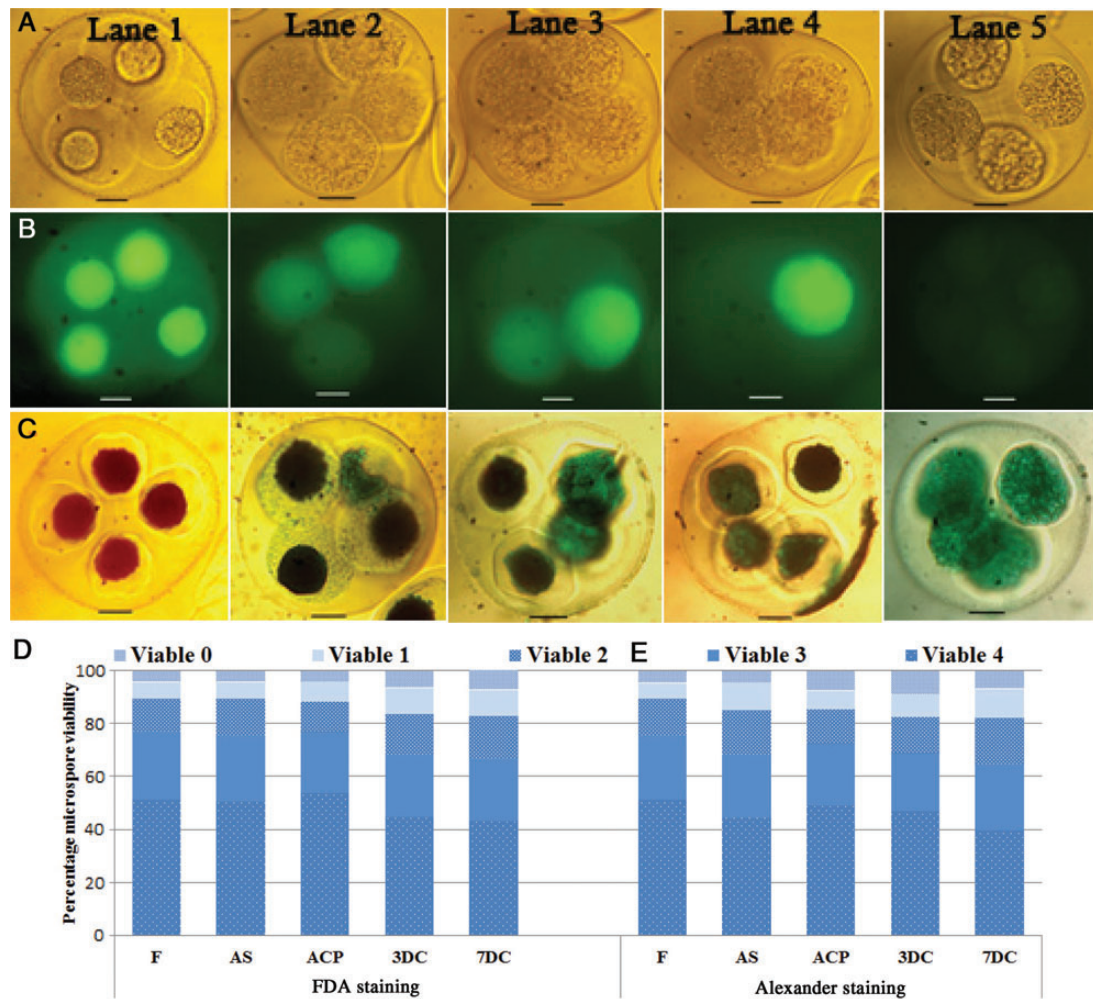 A
Lane 1
Lane 2
Lane 3
Lane 4
Lane 5
B
C
D
Viable 0
Viable 1
Viable 2
E
Viable 3
Viable 4
Percentage microspore viability
100
80
60
40
20
0
F
AS
ACP
3DC
7DC
F
AS
ACP
3DC
7DC
FDA staining
Alexander staining